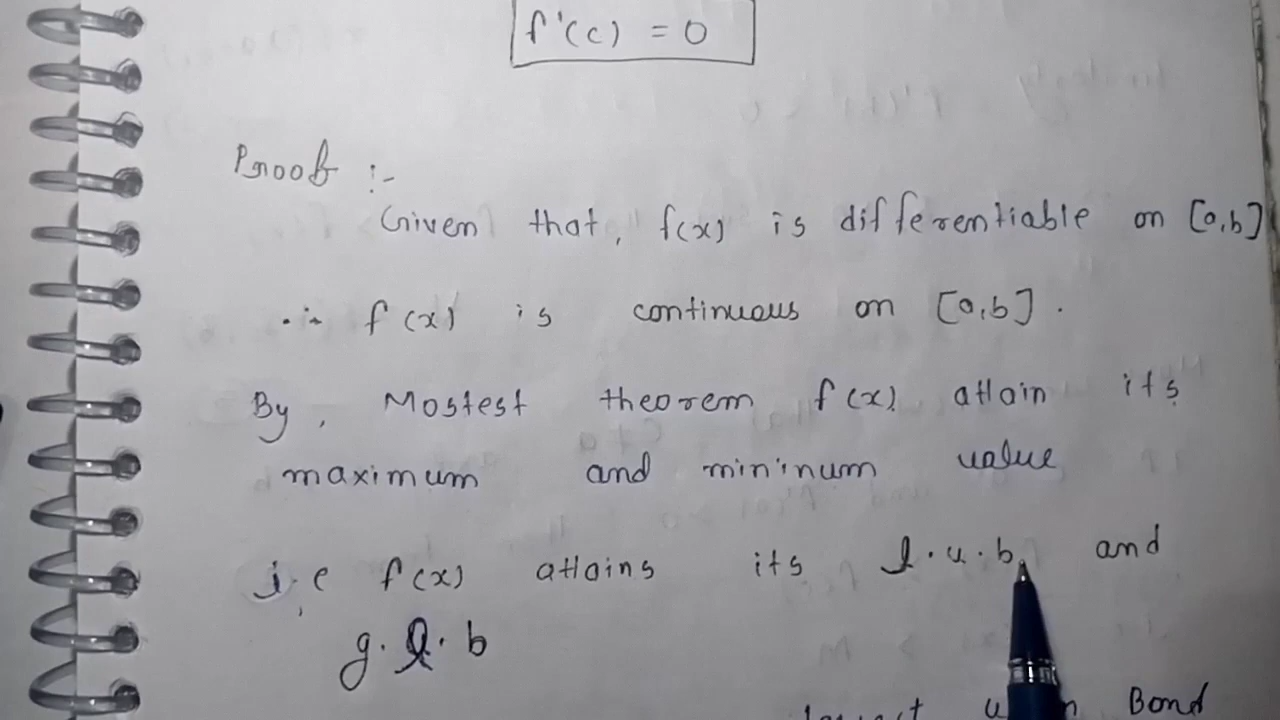 f'(c) = 0
Proof :-
Given that, f(x) is differentiable on [a,b]
∴ f(x) is continuous on [a,b].
By, Mostest theorem f(x) attain its
maximum and mininum value
i.e f(x) attains its l.u.b, and
g.l.b
Bond